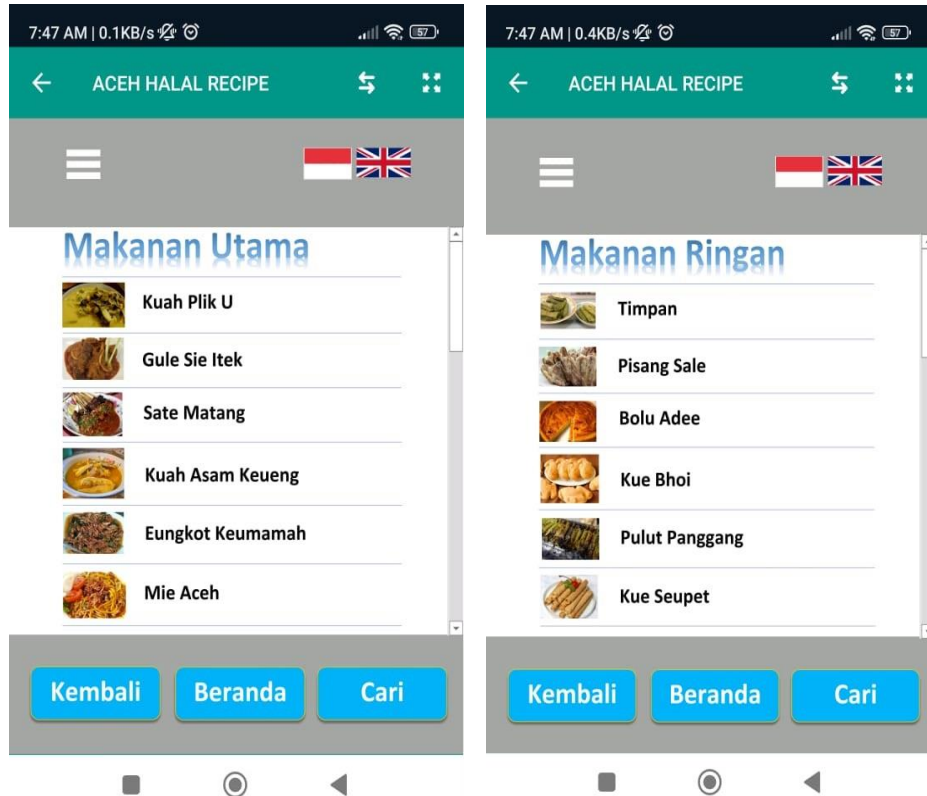 7:47 AM | 0.1KB/s
57
ACEH HALAL RECIPE
Makanan Utama
Kuah Plik U
Gule Sie Itek
Sate Matang
Kuah Asam Keueng
Eungkot Keumamah
Mie Aceh
Kembali
Beranda
Cari
7:47 AM | 0.4KB/s
57
ACEH HALAL RECIPE
Makanan Ringan
Timpan
Pisang Sale
Bolu Adee
Kue Bhoi
Pulut Panggang
Kue Seupet
Kembali
Beranda
Cari